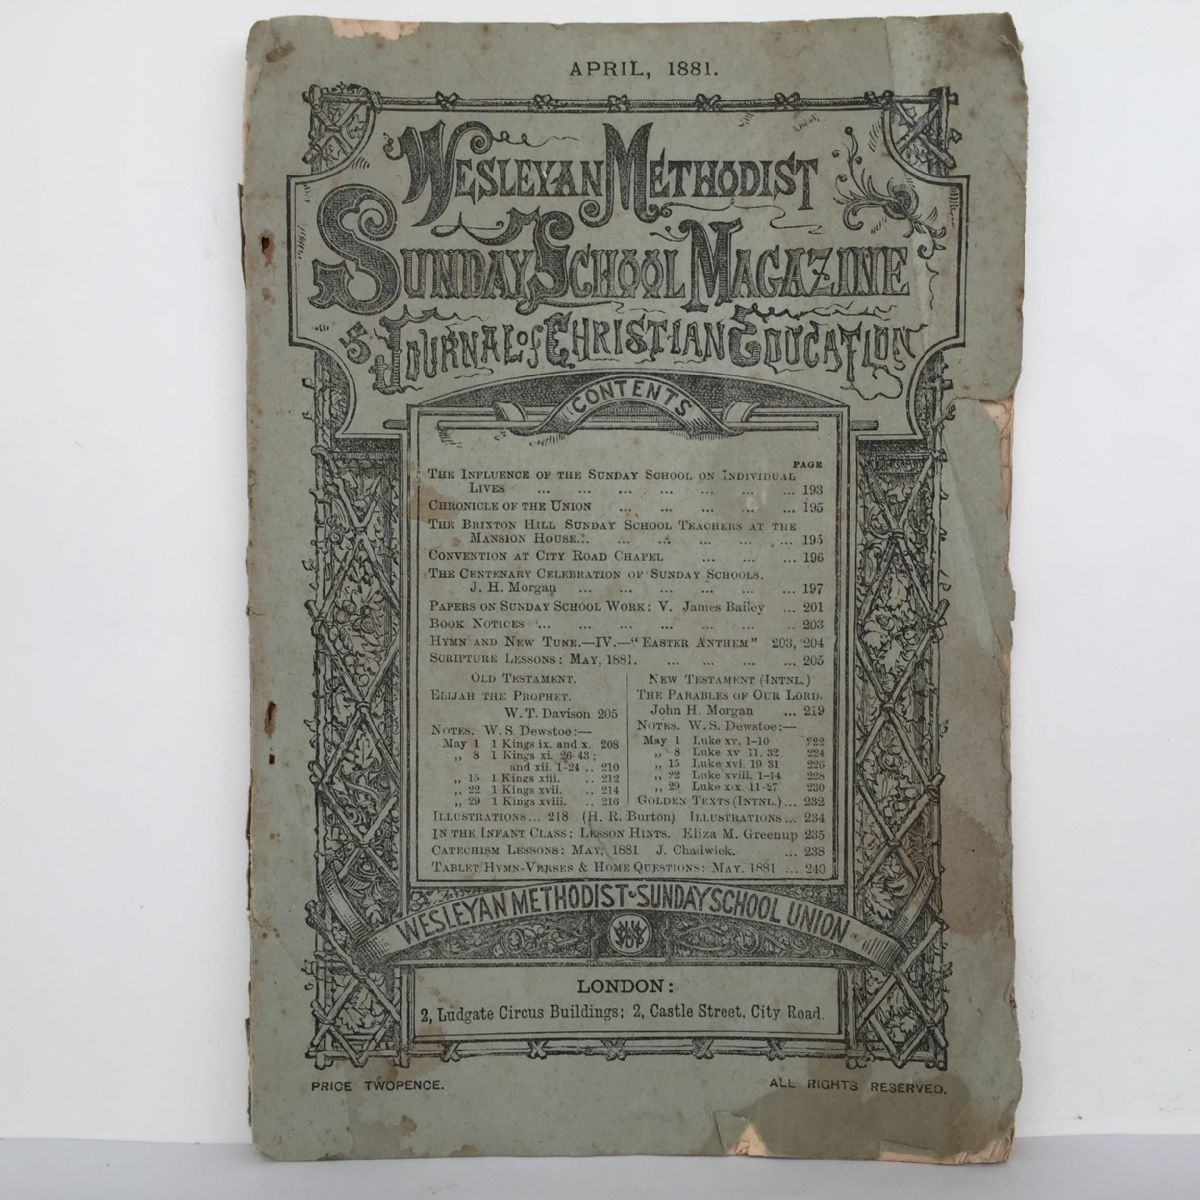 APRIL, 1881.
WESLEYAN METHODIST
SUNDAY SCHOOL MAGAZINE
& JOURNAL of CHRISTIAN EDUCATION
CONTENTS
PAGE
THE INFLUENCE OF THE SUNDAY SCHOOL ON INDIVIDUAL
LIVES ... ... ... ... ... ... ... 193
CHRONICLE OF THE UNION ... ... ... ... ... 195
THE BRIXTON HILL SUNDAY SCHOOL TEACHERS AT THE
MANSION HOUSE... ... ... ... ... ... 195
CONVENTION AT CITY ROAD CHAPEL ... ... ... 196
THE CENTENARY CELEBRATION OF SUNDAY SCHOOLS.
J. H. Morgan ... ... ... ... ... ... 197
PAPERS ON SUNDAY SCHOOL WORK: V. James Bailey ... 201
BOOK NOTICES ... ... ... ... ... ... .. 203
HYMN AND NEW TUNE.—IV.—"EASTER ANTHEM" 203, 204
SCRIPTURE LESSONS: MAY, 1881. ... ... ... ... 205
OLD TESTAMENT.
ELIJAH THE PROPHET.
W. T. Davison 205
NOTES. W. S. Dewstoe:—
May 1 1 Kings ix. and x. 208
„ 8 1 Kings xi. 26-43;
and xii. 1-24 .. 210
„ 15 1 Kings xiii. .. 212
„ 22 1 Kings xvii. .. 214
„ 29 1 Kings xviii. .. 216
NEW TESTAMENT (INTNL.)
THE PARABLES OF OUR LORD.
John H. Morgan ... 219
NOTES. W. S. Dewstoe:—
May 1 Luke xv. 1-10 222
„ 8 Luke xv 11, 32 224
„ 15 Luke xvi. 19-31 226
„ 22 Luke xviii. 1-14 228
„ 29 Luke xix. 11-27 230
GOLDEN TEXTS (INTNL.)... 232
ILLUSTRATIONS... 218 (H. R. Burton) ILLUSTRATIONS... 234
IN THE INFANT CLASS: LESSON HINTS. Eliza M. Greenup 235
CATECHISM LESSONS: MAY, 1881 J. Chadwick. ... 238
TABLET HYMN-VERSES & HOME QUESTIONS: MAY, 1881 ... 240
WESLEYAN METHODIST·SUNDAY SCHOOL UNION
LONDON:
2, Ludgate Circus Buildings; 2, Castle Street, City Road.
PRICE TWOPENCE.
ALL RIGHTS RESERVED.